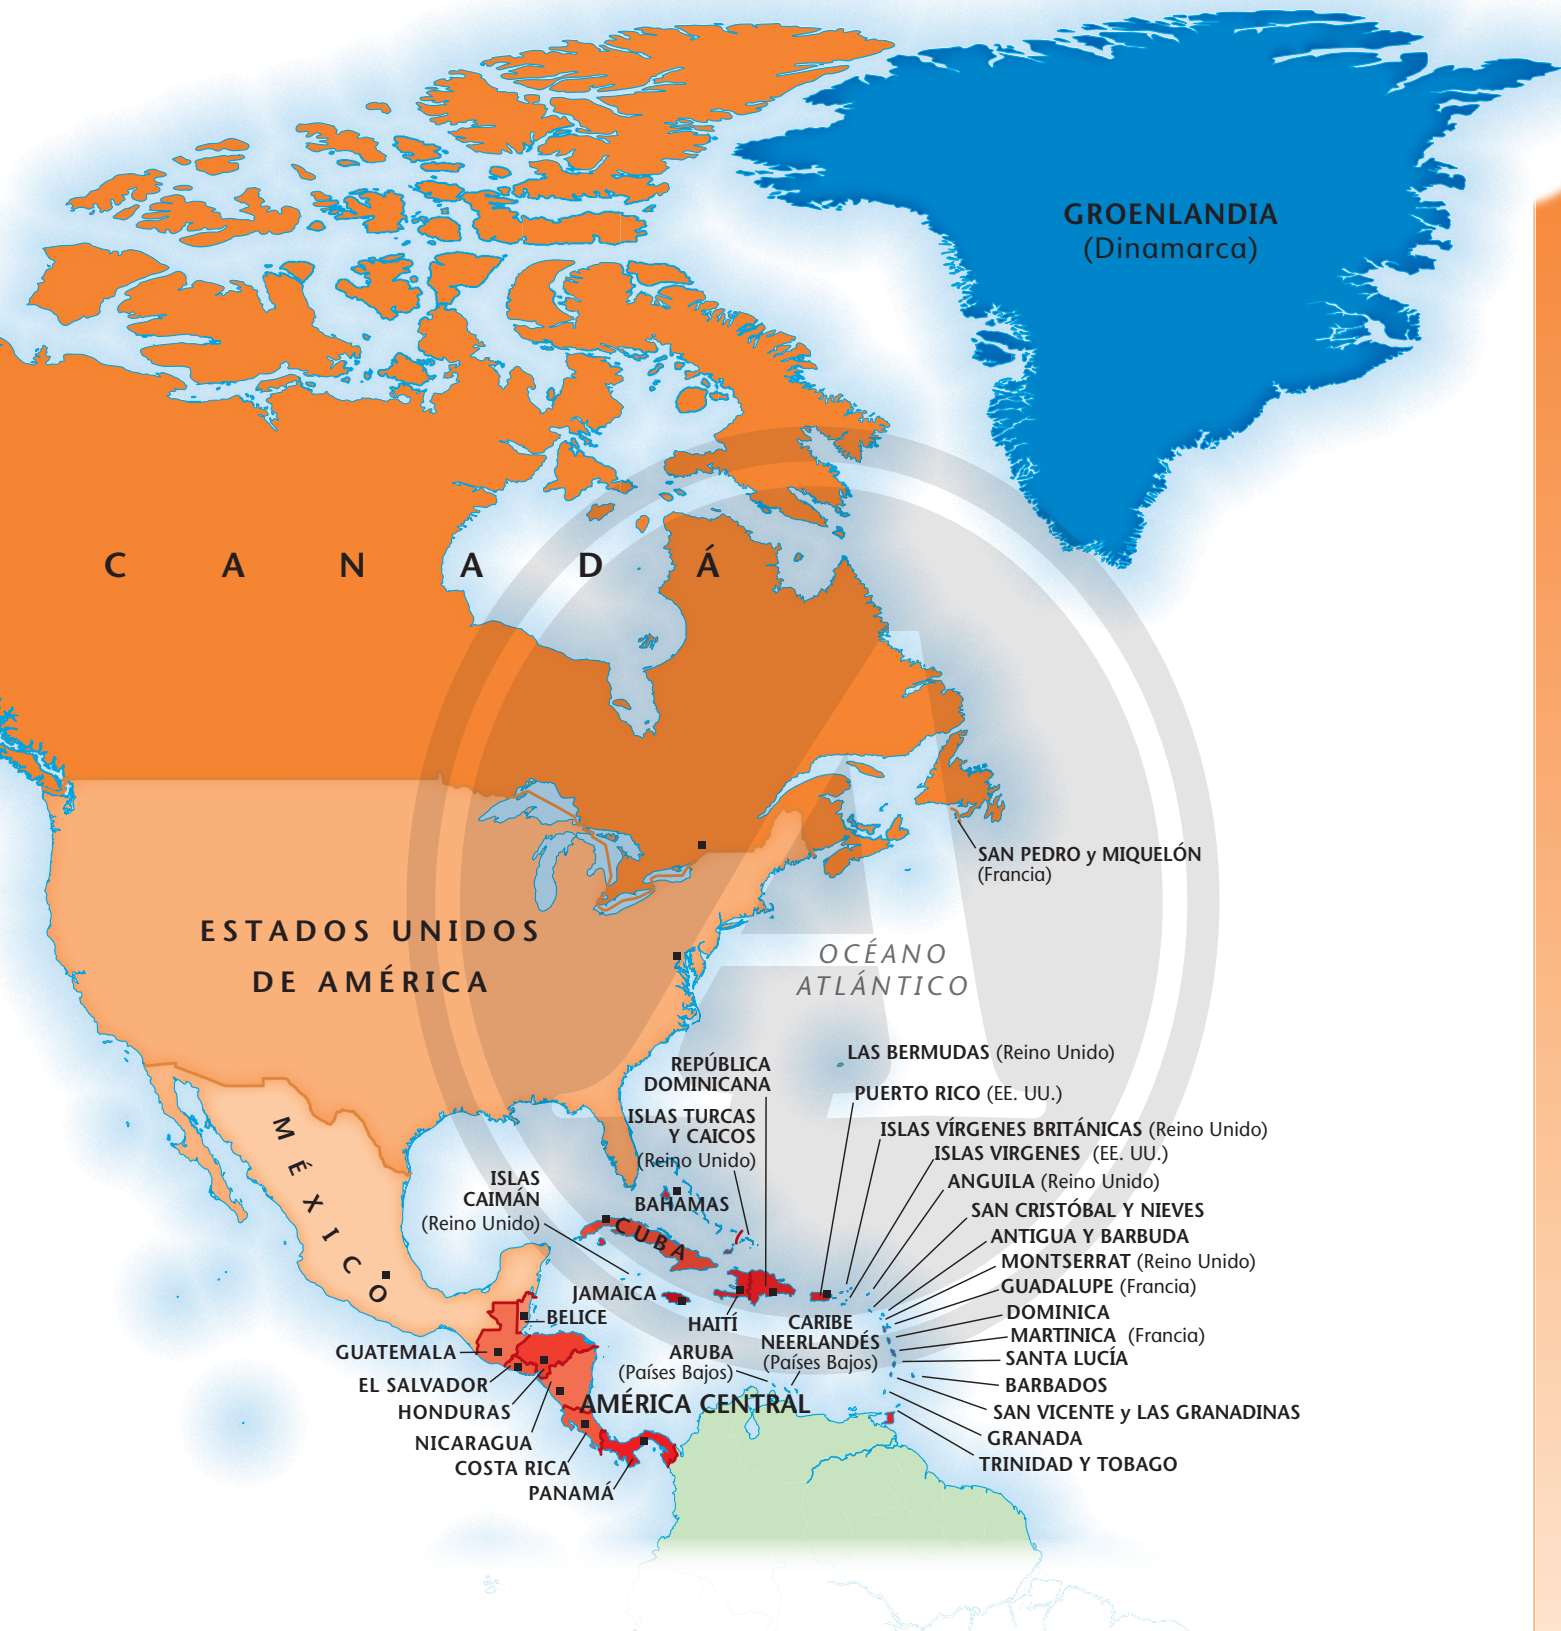 GROENLANDIA
(Dinamarca)
CANADÁ
SAN PEDRO y MIQUELÓN
(Francia)
ESTADOS UNIDOS
DE AMÉRICA
OCÉANO
ATLÁNTICO
LAS BERMUDAS (Reino Unido)
REPÚBLICA
DOMINICANA
PUERTO RICO (EE. UU.)
ISLAS TURCAS
Y CAICOS
(Reino Unido)
ISLAS VÍRGENES BRITÁNICAS (Reino Unido)
ISLAS VIRGENES (EE. UU.)
ANGUILA (Reino Unido)
MÉXICO
ISLAS
CAIMÁN
(Reino Unido)
BAHAMAS
SAN CRISTÓBAL Y NIEVES
CUBA
ANTIGUA Y BARBUDA
MONTSERRAT (Reino Unido)
GUADALUPE (Francia)
JAMAICA
BELICE
HAITÍ
CARIBE
NEERLANDÉS
(Países Bajos)
DOMINICA
MARTINICA (Francia)
GUATEMALA
ARUBA
(Países Bajos)
SANTA LUCÍA
EL SALVADOR
BARBADOS
HONDURAS
AMÉRICA CENTRAL
SAN VICENTE y LAS GRANADINAS
NICARAGUA
GRANADA
COSTA RICA
TRINIDAD Y TOBAGO
PANAMÁ
A